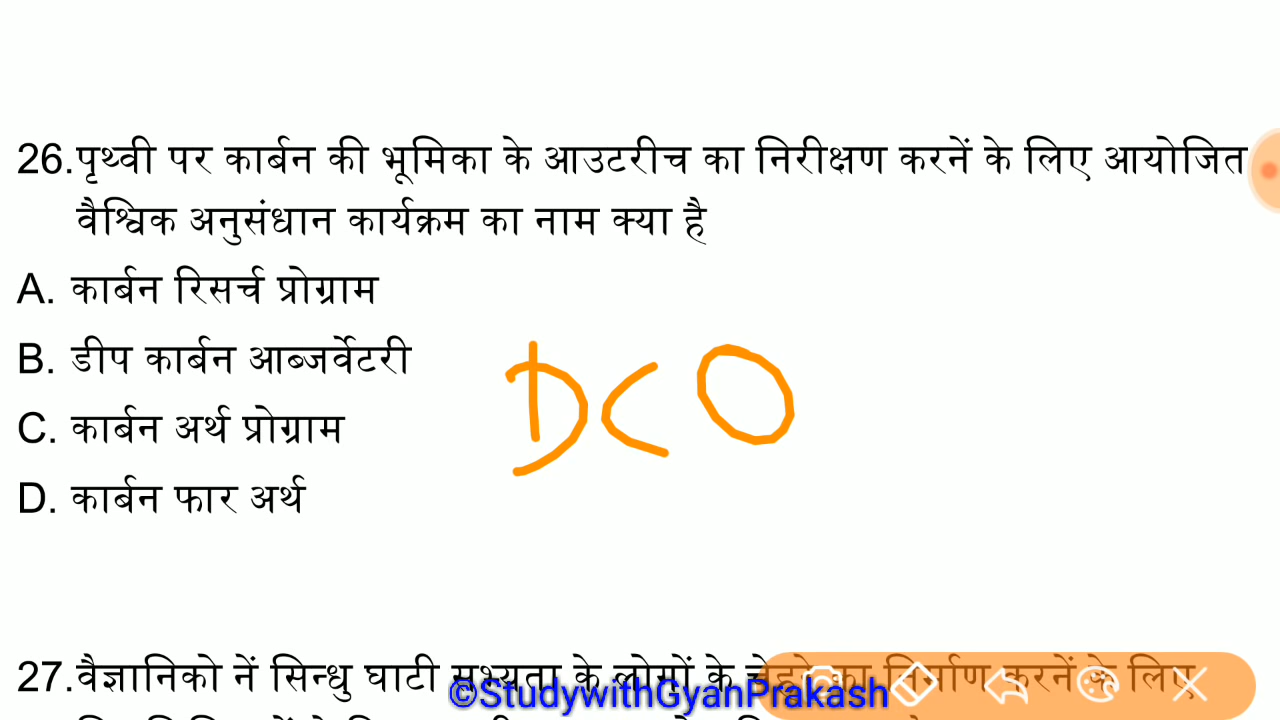 26.पृथ्वी पर कार्बन की भूमिका के आउटरीच का निरीक्षण करनें के लिए आयोजित
वैश्विक अनुसंधान कार्यक्रम का नाम क्या है
A. कार्बन रिसर्च प्रोग्राम
B. डीप कार्बन आब्जर्वेटरी
C. कार्बन अर्थ प्रोग्राम
D. कार्बन फार अर्थ
DCO
27.वैज्ञानिको नें सिन्धु घाटी सभ्यता के लोगों के चेहरे का निर्माण करनें के लिए
©StudywithGyanPrakash